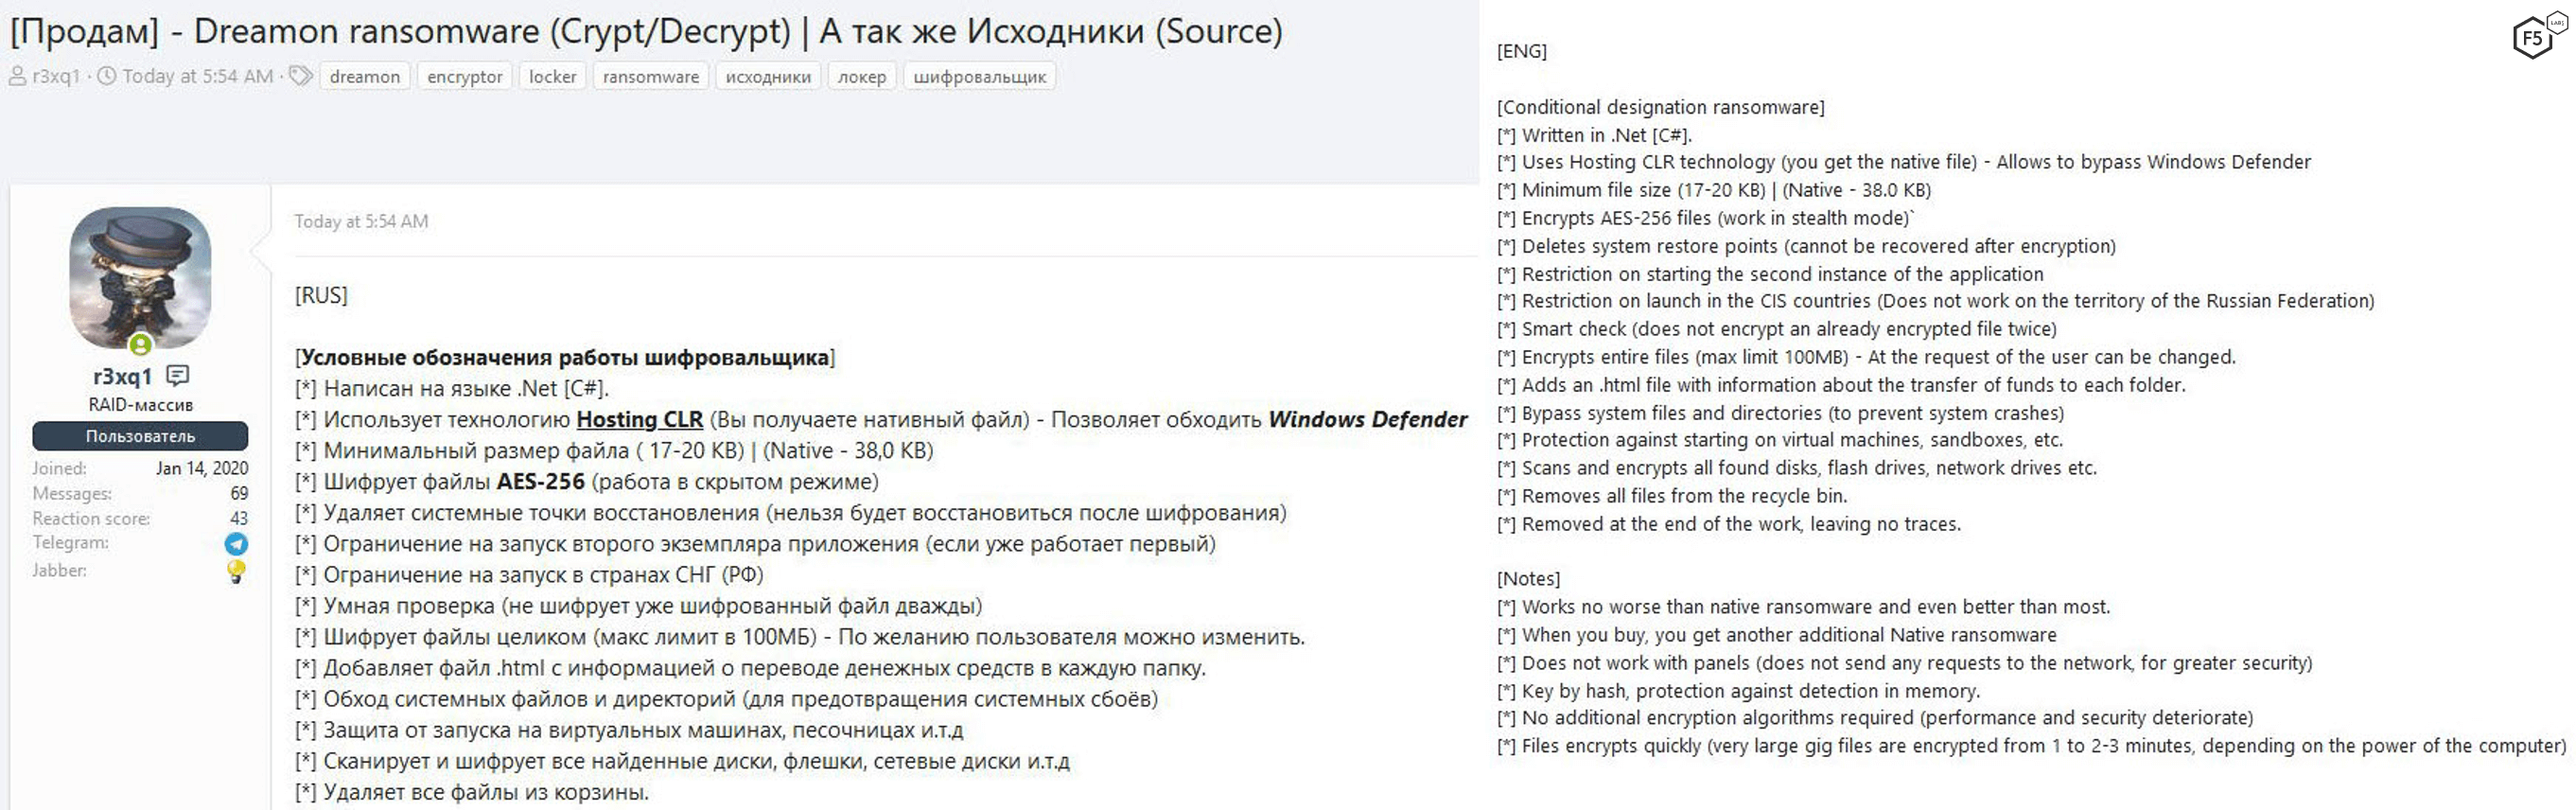 [Продам] - Dreamon ransomware (Crypt/Decrypt) | А так же Исходники (Source)
r3xq1 · Today at 5:54 AM ·
dreamon
encryptor
locker
ransomware
исходники
локер
шифровальщик
r3xq1
RAID-массив
Пользователь
Joined: Jan 14, 2020
Messages: 69
Reaction score: 43
Telegram:
Jabber:
Today at 5:54 AM
[RUS]
[Условные обозначения работы шифровальщика]
[*] Написан на языке .Net [C#].
[*] Использует технологию Hosting CLR (Вы получаете нативный файл) - Позволяет обходить Windows Defender
[*] Минимальный размер файла ( 17-20 KB) | (Native - 38,0 KB)
[*] Шифрует файлы AES-256 (работа в скрытом режиме)
[*] Удаляет системные точки восстановления (нельзя будет восстановиться после шифрования)
[*] Ограничение на запуск второго экземпляра приложения (если уже работает первый)
[*] Ограничение на запуск в странах СНГ (РФ)
[*] Умная проверка (не шифрует уже шифрованный файл дважды)
[*] Шифрует файлы целиком (макс лимит в 100МБ) - По желанию пользователя можно изменить.
[*] Добавляет файл .html с информацией о переводе денежных средств в каждую папку.
[*] Обход системных файлов и директорий (для предотвращения системных сбоёв)
[*] Защита от запуска на виртуальных машинах, песочницах и.т.д
[*] Сканирует и шифрует все найденные диски, флешки, сетевые диски и.т.д
[*] Удаляет все файлы из корзины.
[ENG]
[Conditional designation ransomware]
[*] Written in .Net [C#].
[*] Uses Hosting CLR technology (you get the native file) - Allows to bypass Windows Defender
[*] Minimum file size (17-20 KB) | (Native - 38.0 KB)
[*] Encrypts AES-256 files (work in stealth mode)`
[*] Deletes system restore points (cannot be recovered after encryption)
[*] Restriction on starting the second instance of the application
[*] Restriction on launch in the CIS countries (Does not work on the territory of the Russian Federation)
[*] Smart check (does not encrypt an already encrypted file twice)
[*] Encrypts entire files (max limit 100MB) - At the request of the user can be changed.
[*] Adds an .html file with information about the transfer of funds to each folder.
[*] Bypass system files and directories (to prevent system crashes)
[*] Protection against starting on virtual machines, sandboxes, etc.
[*] Scans and encrypts all found disks, flash drives, network drives etc.
[*] Removes all files from the recycle bin.
[*] Removed at the end of the work, leaving no traces.
[Notes]
[*] Works no worse than native ransomware and even better than most.
[*] When you buy, you get another additional Native ransomware
[*] Does not work with panels (does not send any requests to the network, for greater security)
[*] Key by hash, protection against detection in memory.
[*] No additional encryption algorithms required (performance and security deteriorate)
[*] Files encrypts quickly (very large gig files are encrypted from 1 to 2-3 minutes, depending on the power of the computer)
F5
LABS